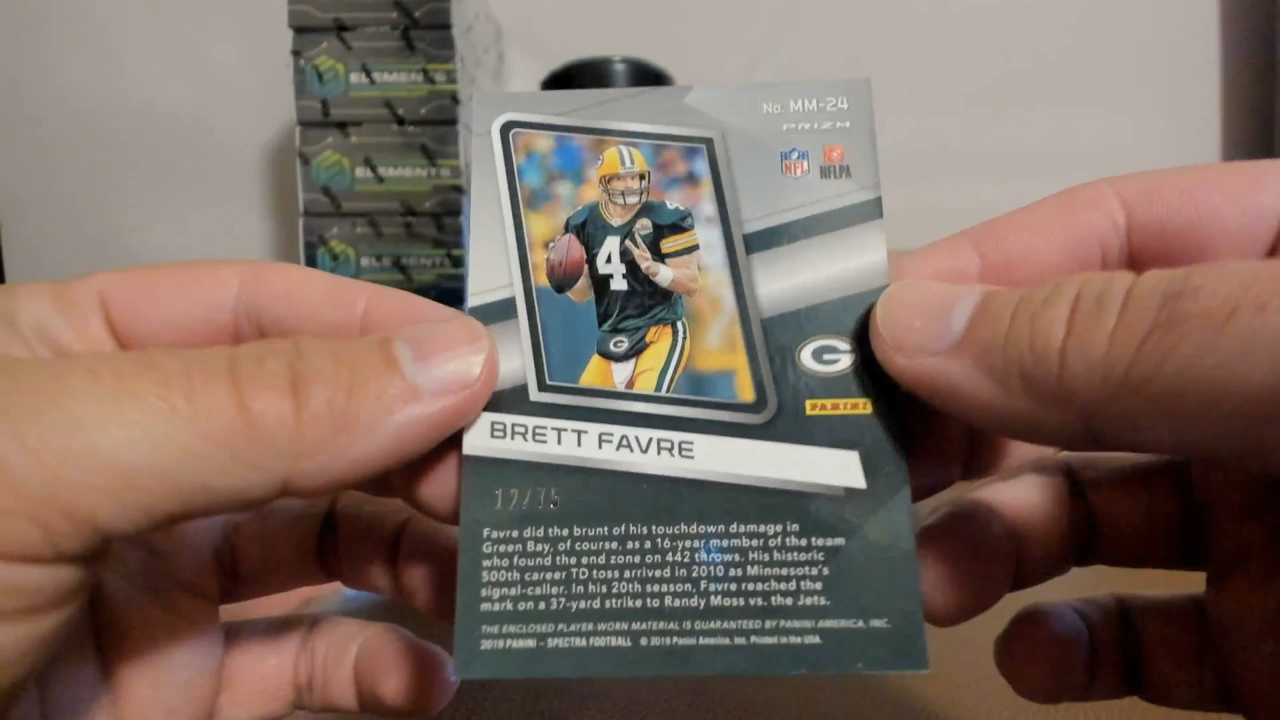 ELEMENTS
ELEMENTS
ELEMENTS
No. MM-24
PRIZM
NFL
NFLPA
4
4
G
G
PANINI
BRETT FAVRE
12/75
Favre did the brunt of his touchdown damage in
Green Bay, of course, as a 16-year member of the team
who found the end zone on 442 throws. His historic
500th career TD toss arrived in 2010 as Minnesota's
signal-caller. In his 20th season, Favre reached the
mark on a 37-yard strike to Randy Moss vs. the Jets.
THE ENCLOSED PLAYER-WORN MATERIAL IS GUARANTEED BY PANINI AMERICA, INC.
2019 PANINI – SPECTRA FOOTBALL © 2019 Panini America, Inc. Printed in the USA.